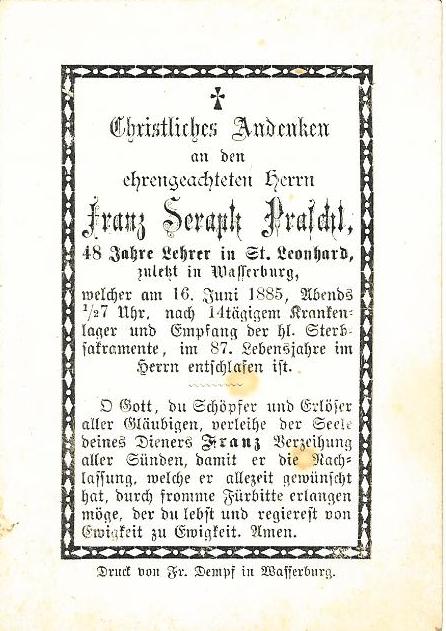 Christliches Andenken
an den
ehrengeachteten Herrn
Franz Seraph Praschl,
48 Jahre Lehrer in St. Leonhard,
zuletzt in Wasserburg,
welcher am 16. Juni 1885, Abends
½7 Uhr, nach 14tägigem Kranken-
lager und Empfang der hl. Sterb-
sakramente, im 87. Lebensjahre im
Herrn entschlafen ist.
O Gott, du Schöpfer und Erlöser
aller Gläubigen, verleihe der Seele
deines Dieners Franz Verzeihung
aller Sünden, damit er die Nach-
lassung, welche er allezeit gewünscht
hat, durch fromme Fürbitte erlangen
möge, der du lebst und regierest von
Ewigkeit zu Ewigkeit. Amen.
Druck von Fr. Dempf in Wasserburg.